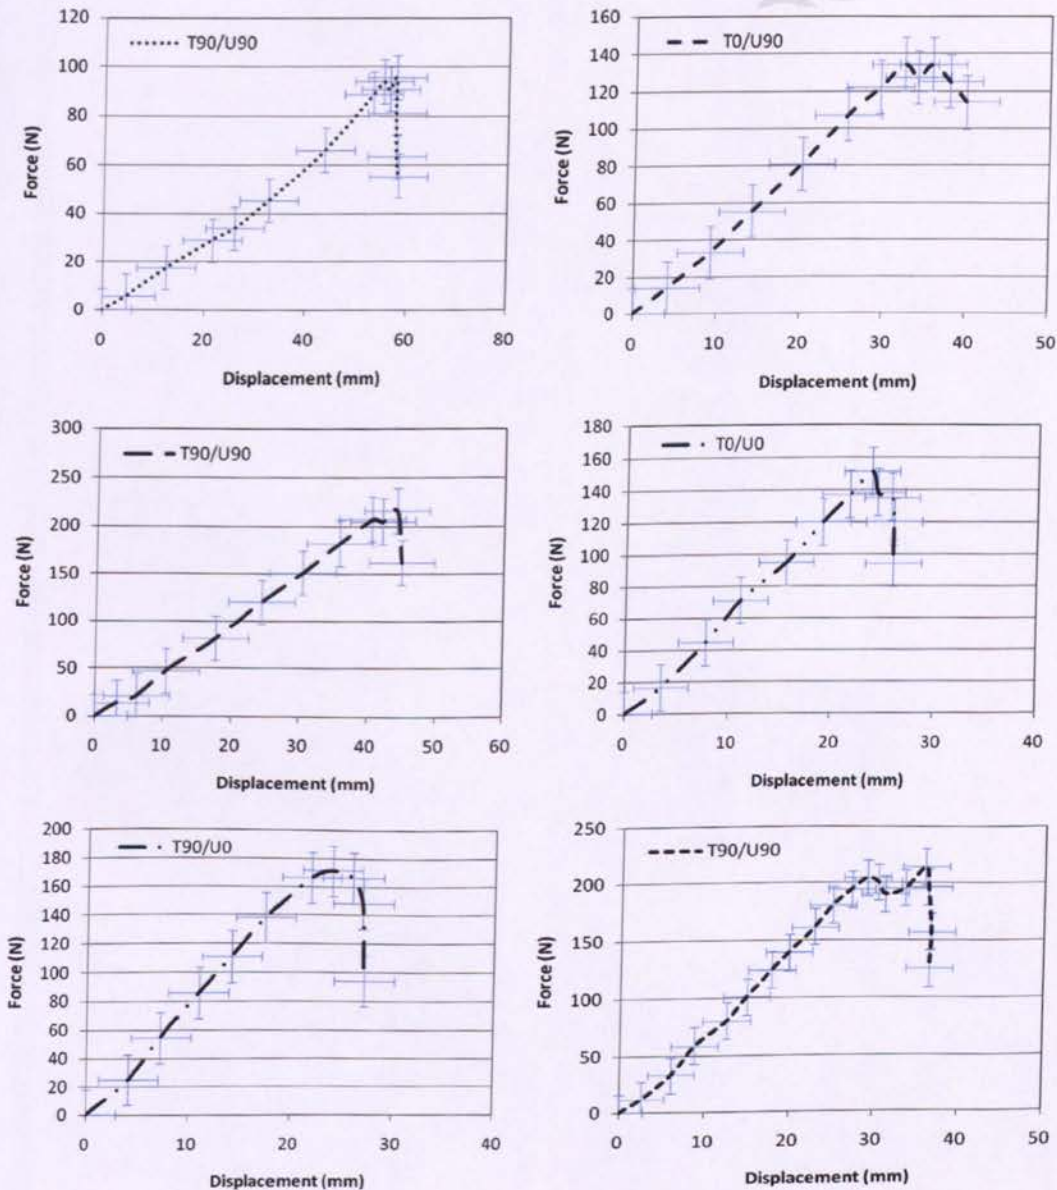 T90/U90
Force (N)
120
100
80
60
40
20
0
0 20 40 60 80
Displacement (mm)
T0/U90
Force (N)
160
140
120
100
80
60
40
20
0
0 10 20 30 40 50
Displacement (mm)
T90/U90
Force (N)
300
250
200
150
100
50
0
0 10 20 30 40 50 60
Displacement (mm)
T0/U0
Force (N)
180
160
140
120
100
80
60
40
20
0
0 10 20 30 40
Displacement (mm)
T90/U0
Force (N)
200
180
160
140
120
100
80
60
40
20
0
0 10 20 30 40
Displacement (mm)
T90/U90
Force (N)
250
200
150
100
50
0
0 10 20 30 40 50
Displacement (mm)